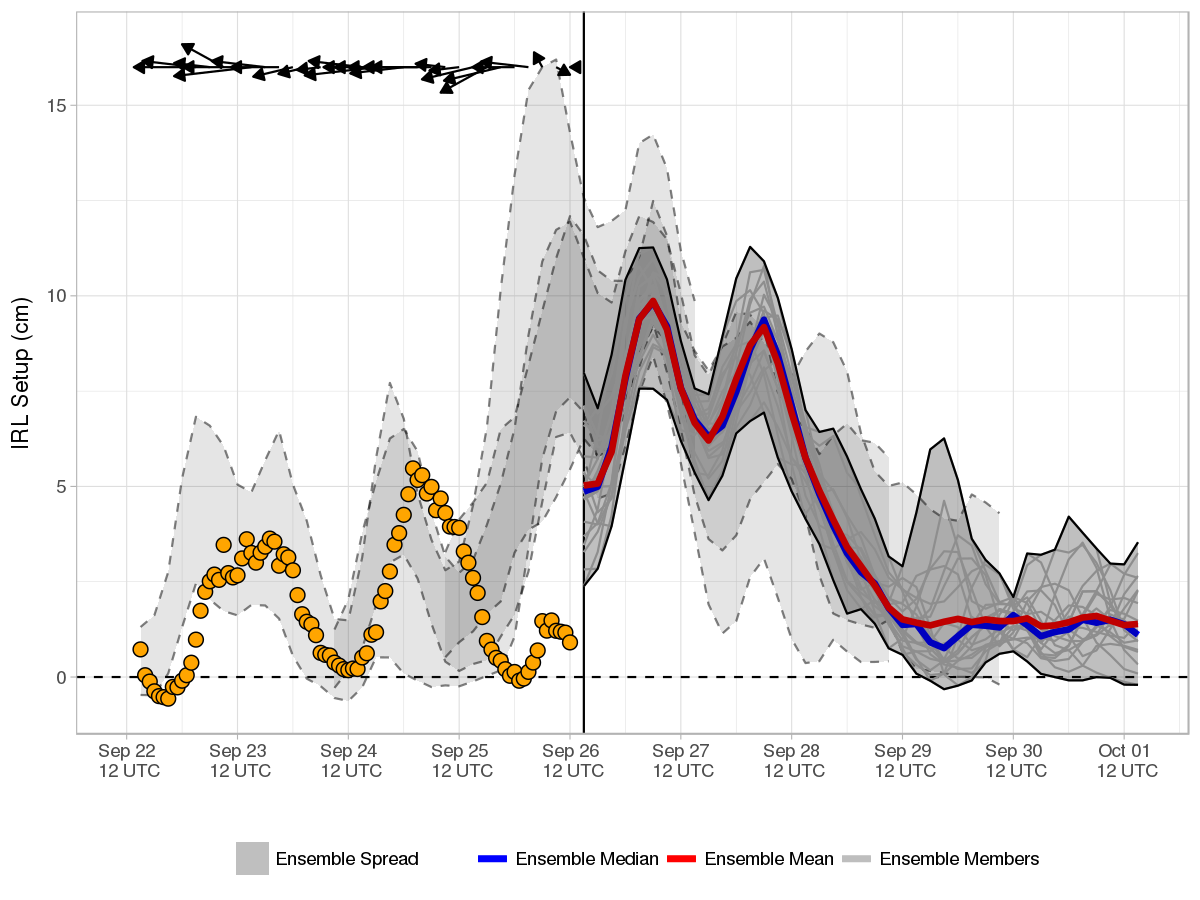 IRL Setup (cm)
15
10
5
0
Sep 22 Sep 23 Sep 24 Sep 25 Sep 26 Sep 27 Sep 28 Sep 29 Sep 30 Oct 01
12 UTC 12 UTC 12 UTC 12 UTC 12 UTC 12 UTC 12 UTC 12 UTC 12 UTC 12 UTC
Ensemble Spread Ensemble Median Ensemble Mean Ensemble Members